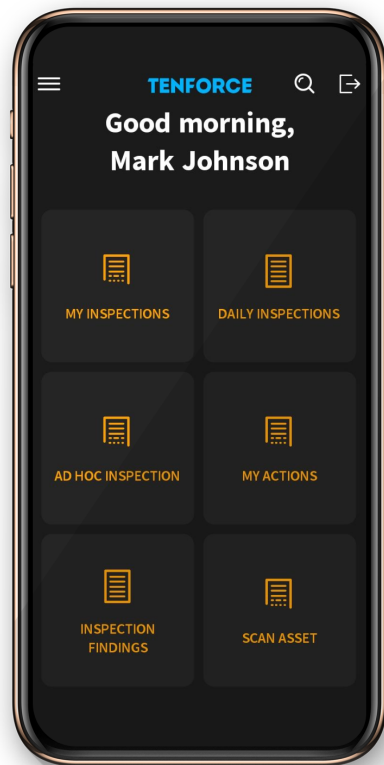 TENFORCE
Good morning,
Mark Johnson
MY INSPECTIONS
DAILY INSPECTIONS
AD HOC INSPECTION
MY ACTIONS
INSPECTION
FINDINGS
SCAN ASSET